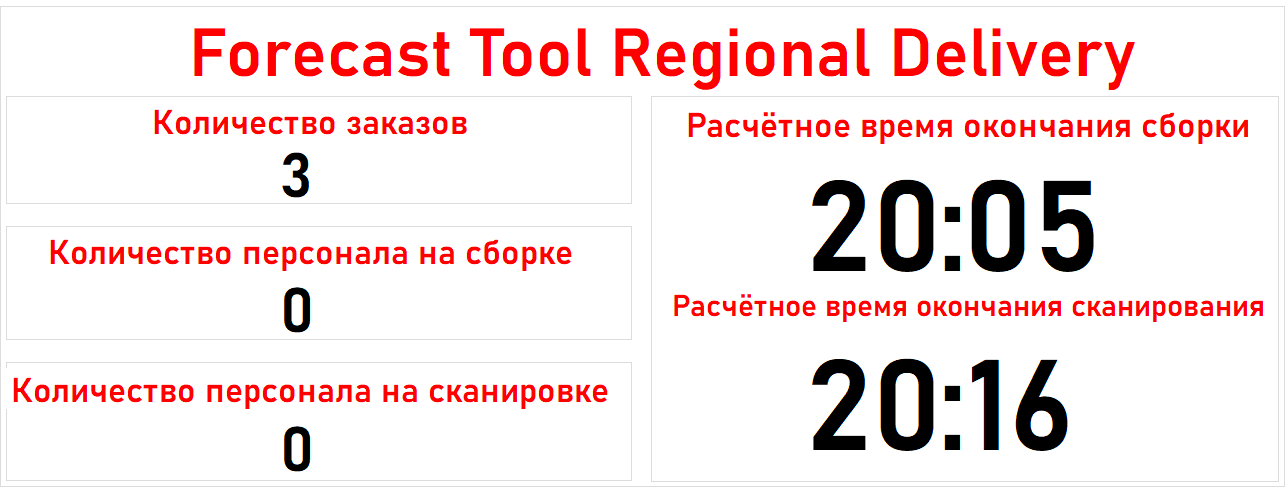 Forecast Tool Regional Delivery
Количество заказов
3
Количество персонала на сборке
0
Количество персонала на сканировке
0
Расчётное время окончания сборки
20:05
Расчётное время окончания сканирования
20:16